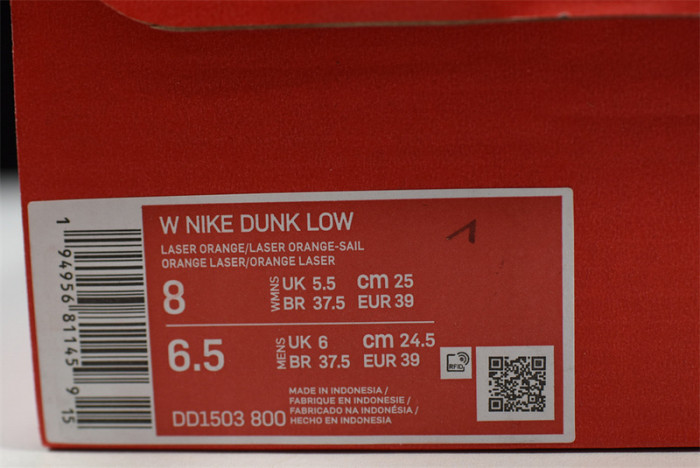 W NIKE DUNK LOW
LASER ORANGE/LASER ORANGE-SAIL
ORANGE LASER/ORANGE LASER
8 WMNS UK 5.5 cm 25
BR 37.5 EUR 39
6.5 MENS UK 6 cm 24.5
BR 37.5 EUR 39
RFID
MADE IN INDONESIA /
FABRIQUE EN INDONÉSIE /
FABRICADO NA INDONÉSIA /
DD1503 800 HECHO EN INDONESIA
1 94956 81145 9 15